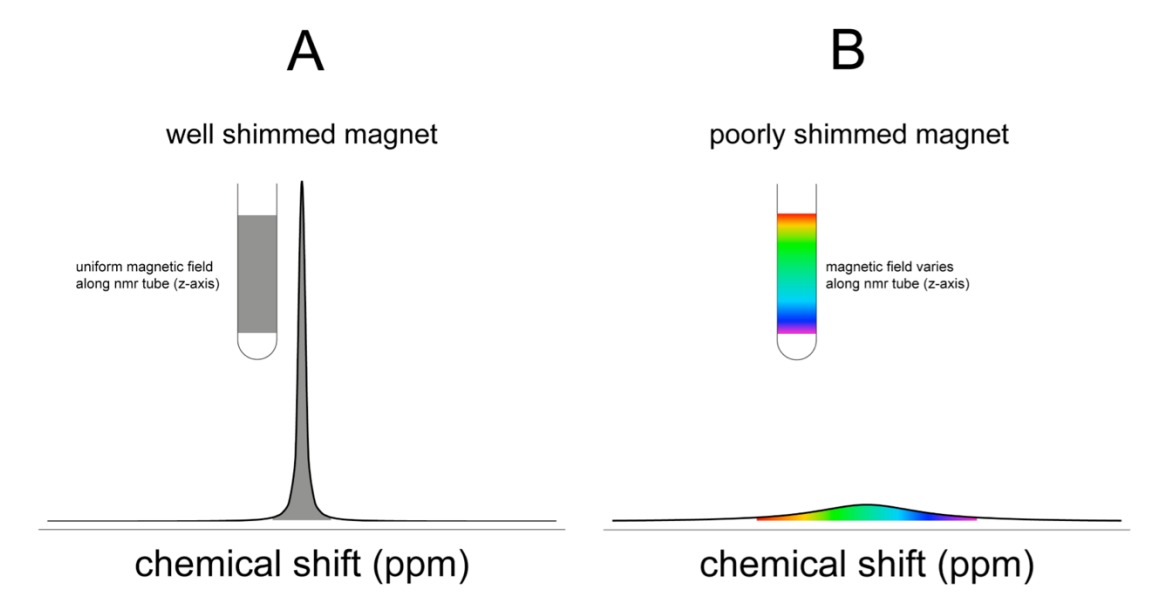 A
well shimmed magnet
uniform magnetic field
along nmr tube (z-axis)
chemical shift (ppm)
B
poorly shimmed magnet
magnetic field varies
along nmr tube (z-axis)
chemical shift (ppm)